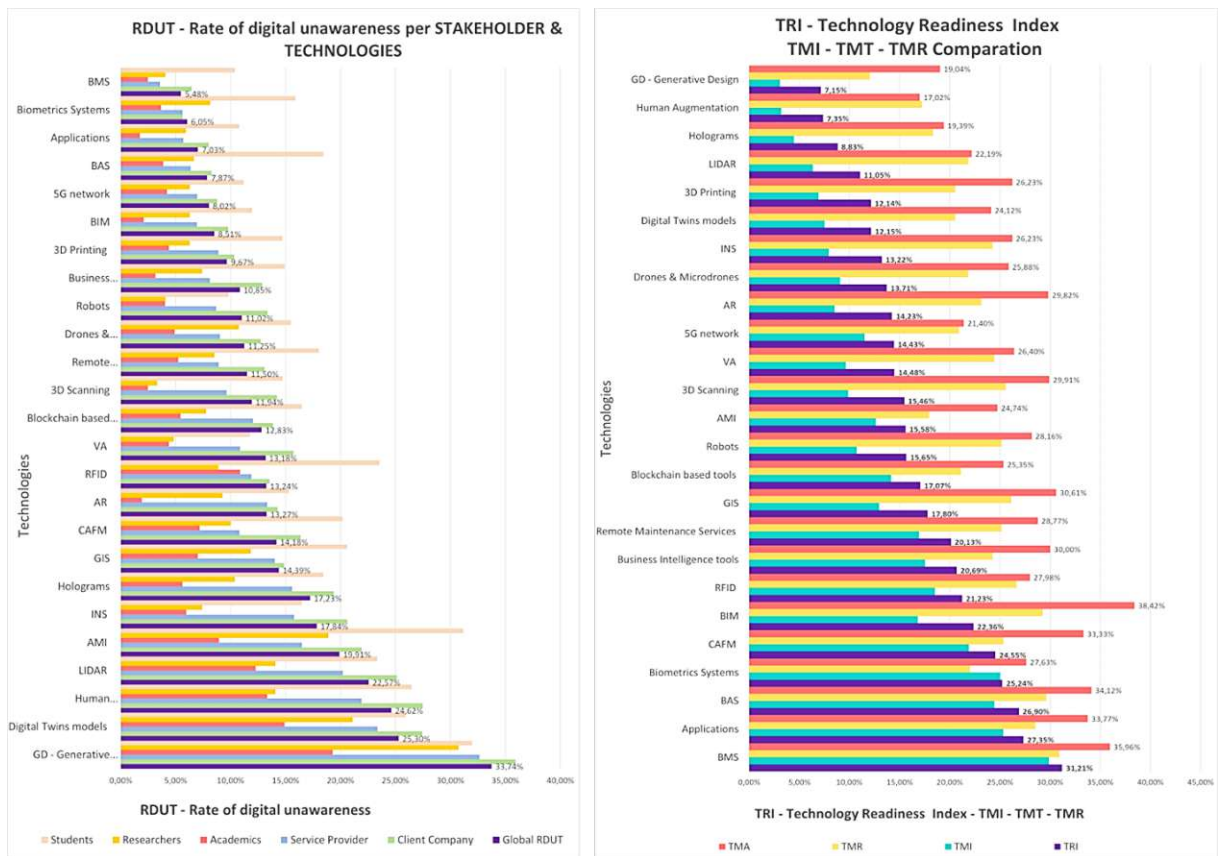 RDUT - Rate of digital unawareness per STAKEHOLDER &
TECHNOLOGIES
Technologies
BMS
5,48%
Biometrics Systems
6,05%
Applications
7,03%
BAS
7,87%
5G network
8,02%
BIM
8,51%
3D Printing
9,67%
Business...
10,85%
Robots
11,02%
Drones &...
11,25%
Remote...
11,50%
3D Scanning
11,94%
Blockchain based...
12,83%
VA
13,18%
RFID
13,24%
AR
13,27%
CAFM
14,18%
GIS
14,39%
Holograms
17,23%
INS
17,84%
AMI
19,91%
LIDAR
22,57%
Human...
24,62%
Digital Twins models
25,30%
GD - Generative...
33,74%
0,00% 5,00% 10,00% 15,00% 20,00% 25,00% 30,00% 35,00% 40,00%
RDUT - Rate of digital unawareness
Students Researchers Academics Service Provider Client Company Global RDUT
TRI - Technology Readiness Index
TMI - TMT - TMR Comparation
Technologies
GD - Generative Design
19,04%
7,15%
Human Augmentation
17,02%
7,35%
Holograms
19,39%
8,83%
LIDAR
22,19%
11,05%
3D Printing
26,23%
12,14%
Digital Twins models
24,12%
12,15%
INS
26,23%
13,22%
Drones & Microdrones
25,88%
13,71%
AR
29,82%
14,23%
5G network
21,40%
14,43%
VA
26,40%
14,48%
3D Scanning
29,91%
15,46%
AMI
24,74%
15,58%
Robots
28,16%
15,65%
Blockchain based tools
25,35%
17,07%
GIS
30,61%
17,80%
Remote Maintenance Services
28,77%
20,13%
Business Intelligence tools
30,00%
20,69%
RFID
27,98%
21,23%
BIM
38,42%
22,36%
CAFM
33,33%
24,55%
Biometrics Systems
27,63%
25,24%
BAS
34,12%
26,90%
Applications
33,77%
27,35%
BMS
35,96%
31,21%
0,00% 5,00% 10,00% 15,00% 20,00% 25,00% 30,00% 35,00% 40,00% 45,00%
TRI - Technology Readiness Index - TMI - TMT - TMR
TMA TMR TMI TRI